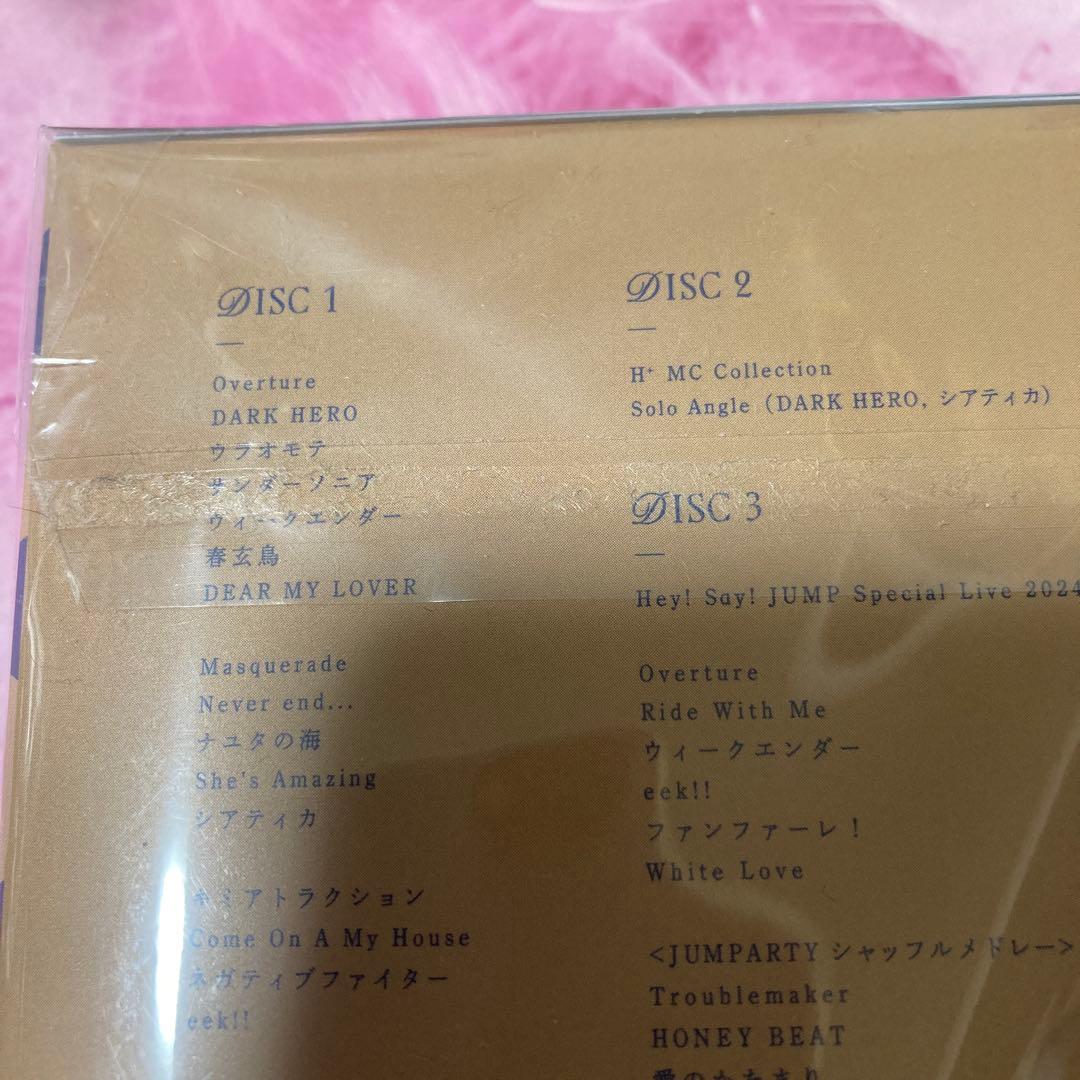 DISC 1
Overture
DARK HERO
ウラオモテ
サンダーソニア
ウィークエンダー
春玄鳥
DEAR MY LOVER
Masquerade
Never end...
ナユタの海
She's Amazing
シアティカ
キミアトラクション
Come On A My House
ネガティブファイター
eek!!
DISC 2
H⁺ MC Collection
Solo Angle（DARK HERO, シアティカ）
DISC 3
Hey! Say! JUMP Special Live 2024
Overture
Ride With Me
ウィークエンダー
eek!!
ファンファーレ！
White Love
<JUMPARTY シャッフルメドレー>
Troublemaker
HONEY BEAT